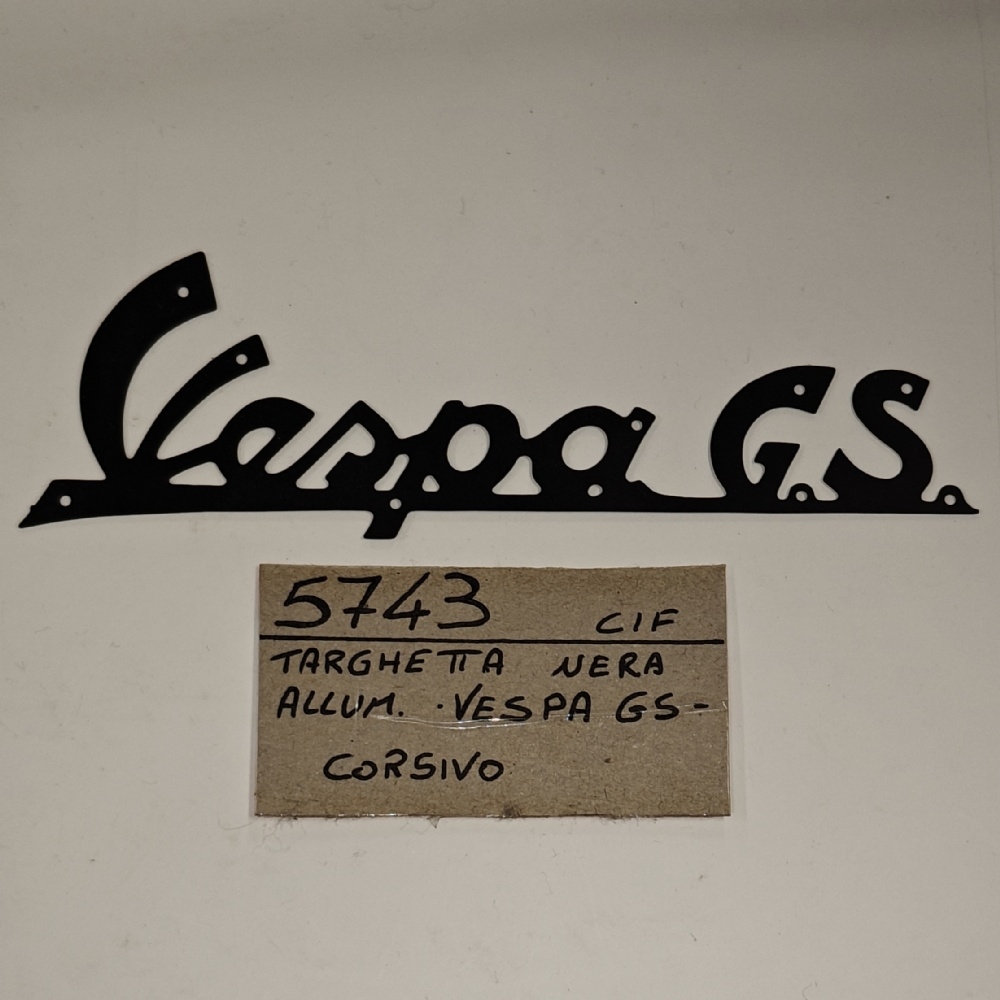 Vespa G.S.
5743 CIF
TARGHETTA NERA
ALLUM. · VESPA GS -
CORSIVO